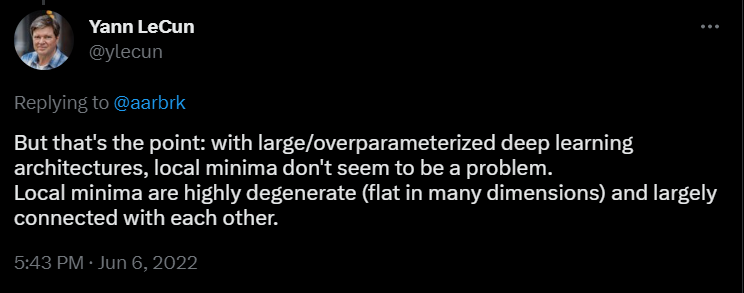 Yann LeCun
@ylecun
Replying to @aarbrk
But that's the point: with large/overparameterized deep learning
architectures, local minima don't seem to be a problem.
Local minima are highly degenerate (flat in many dimensions) and largely
connected with each other.
5:43 PM · Jun 6, 2022